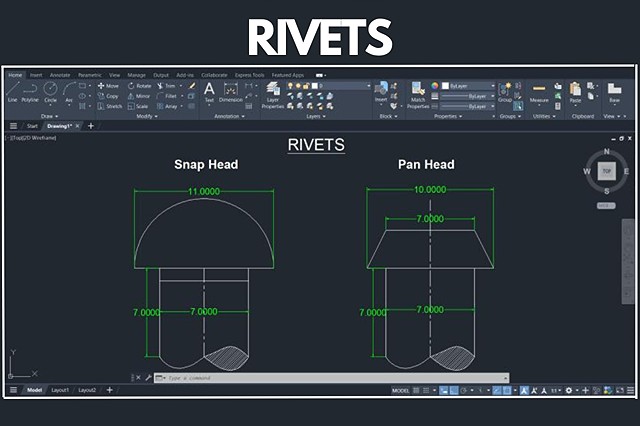 RIVETS
Home Insert Annotate Parametric View Manage Output Add-ins Collaborate Express Tools Featured Apps
Line Polyline Circle Arc Move Rotate Trim Text Dimension Layer Properties Insert Match Properties ByLayer Group Measure Paste Base
Copy Mirror Fillet ByLayer
Stretch Scale Array ByLayer
Modify Annotation Layers Block Properties Groups Utilities Clipboard View
Start Drawing1*
[Top][2D Wireframe]
RIVETS
Snap Head Pan Head
N
W TOP E
S
11.0000 10.0000
7.0000
7.0000 7.0000 7.0000 7.0000
Y
X
Type a command
Model Layout1 Layout2 + MODEL 1:1